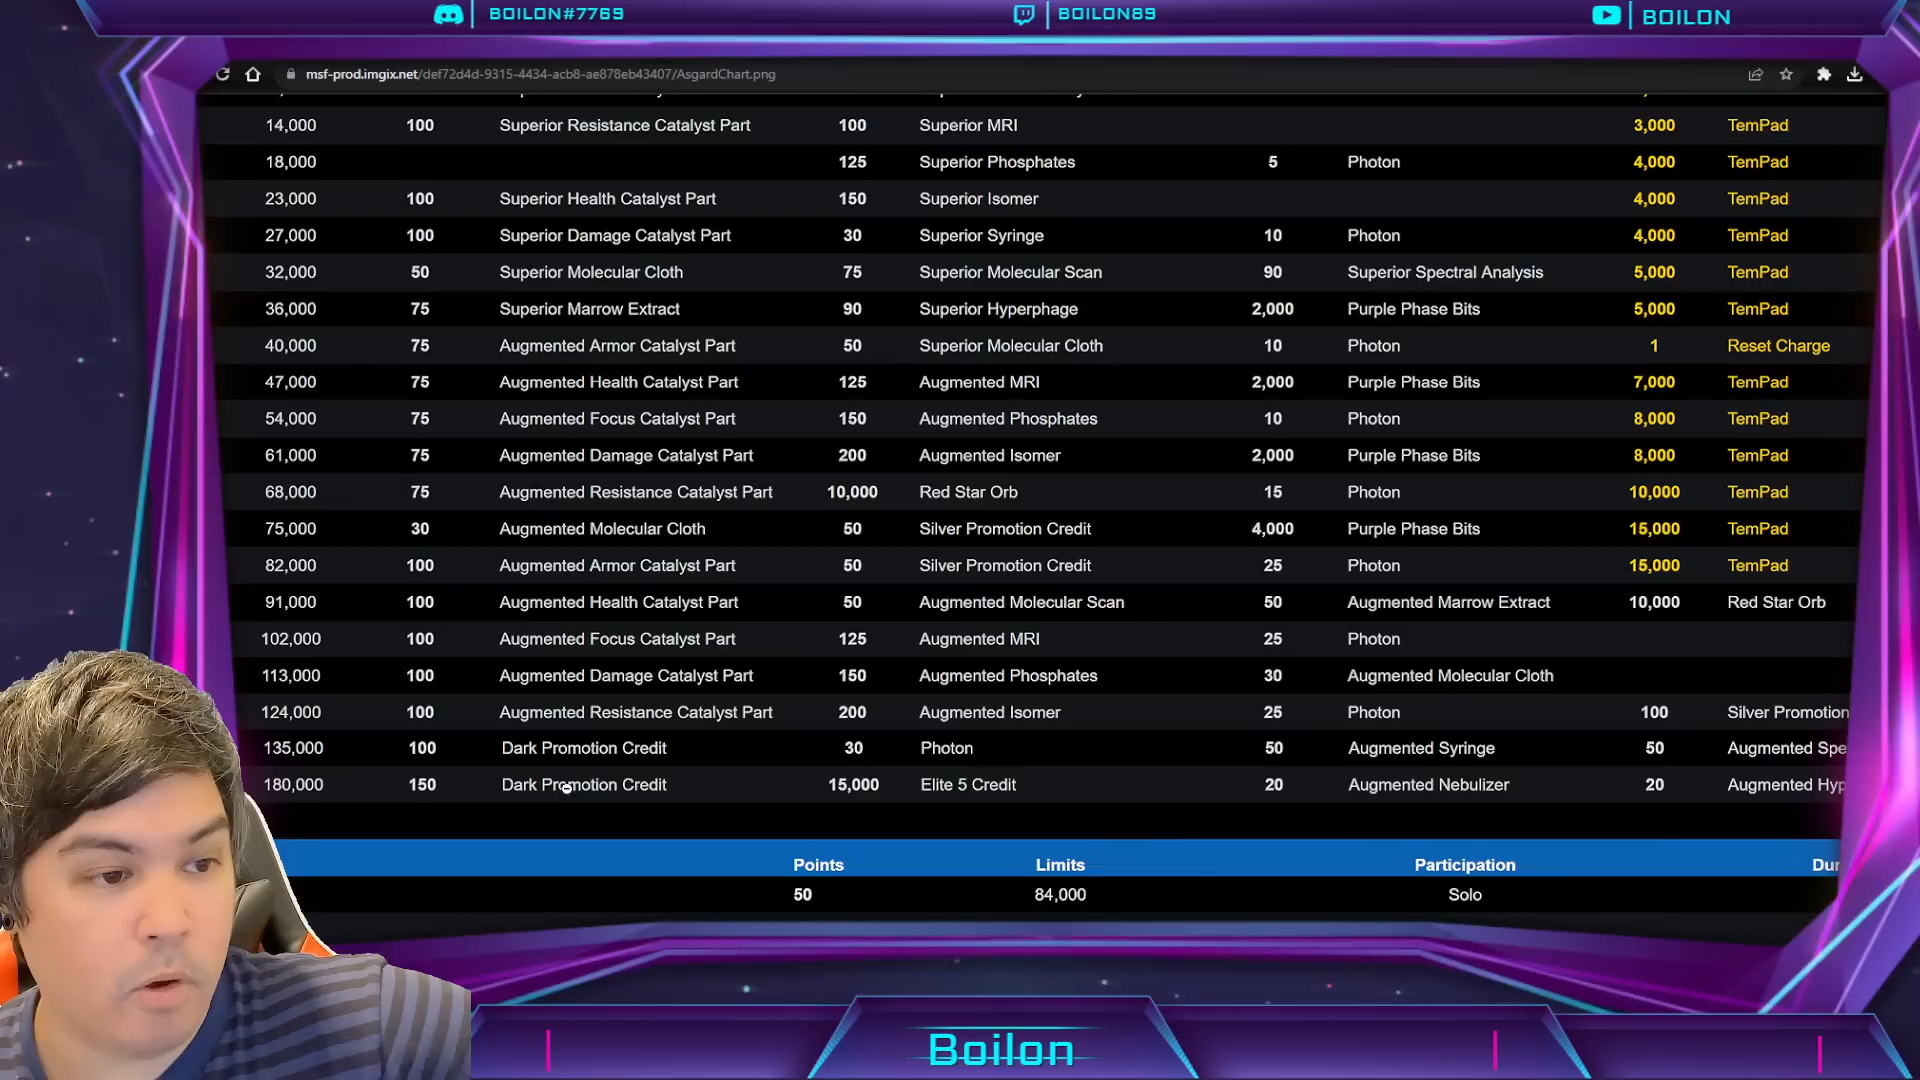 BOILON#7769 BOILON89 BOILON
msf-prod.imgix.net/def72d4d-9315-4434-acb8-ae878eb43407/AsgardChart.png
14,000 100 Superior Resistance Catalyst Part 100 Superior MRI 3,000 TemPad
18,000 125 Superior Phosphates 5 Photon 4,000 TemPad
23,000 100 Superior Health Catalyst Part 150 Superior Isomer 4,000 TemPad
27,000 100 Superior Damage Catalyst Part 30 Superior Syringe 10 Photon 4,000 TemPad
32,000 50 Superior Molecular Cloth 75 Superior Molecular Scan 90 Superior Spectral Analysis 5,000 TemPad
36,000 75 Superior Marrow Extract 90 Superior Hyperphage 2,000 Purple Phase Bits 5,000 TemPad
40,000 75 Augmented Armor Catalyst Part 50 Superior Molecular Cloth 10 Photon 1 Reset Charge
47,000 75 Augmented Health Catalyst Part 125 Augmented MRI 2,000 Purple Phase Bits 7,000 TemPad
54,000 75 Augmented Focus Catalyst Part 150 Augmented Phosphates 10 Photon 8,000 TemPad
61,000 75 Augmented Damage Catalyst Part 200 Augmented Isomer 2,000 Purple Phase Bits 8,000 TemPad
68,000 75 Augmented Resistance Catalyst Part 10,000 Red Star Orb 15 Photon 10,000 TemPad
75,000 30 Augmented Molecular Cloth 50 Silver Promotion Credit 4,000 Purple Phase Bits 15,000 TemPad
82,000 100 Augmented Armor Catalyst Part 50 Silver Promotion Credit 25 Photon 15,000 TemPad
91,000 100 Augmented Health Catalyst Part 50 Augmented Molecular Scan 50 Augmented Marrow Extract 10,000 Red Star Orb
102,000 100 Augmented Focus Catalyst Part 125 Augmented MRI 25 Photon
113,000 100 Augmented Damage Catalyst Part 150 Augmented Phosphates 30 Augmented Molecular Cloth
124,000 100 Augmented Resistance Catalyst Part 200 Augmented Isomer 25 Photon 100 Silver Promotion
135,000 100 Dark Promotion Credit 30 Photon 50 Augmented Syringe 50 Augmented Spe
180,000 150 Dark Promotion Credit 15,000 Elite 5 Credit 20 Augmented Nebulizer 20 Augmented Hyp
Points Limits Participation Dur
50 84,000 Solo
Boilon